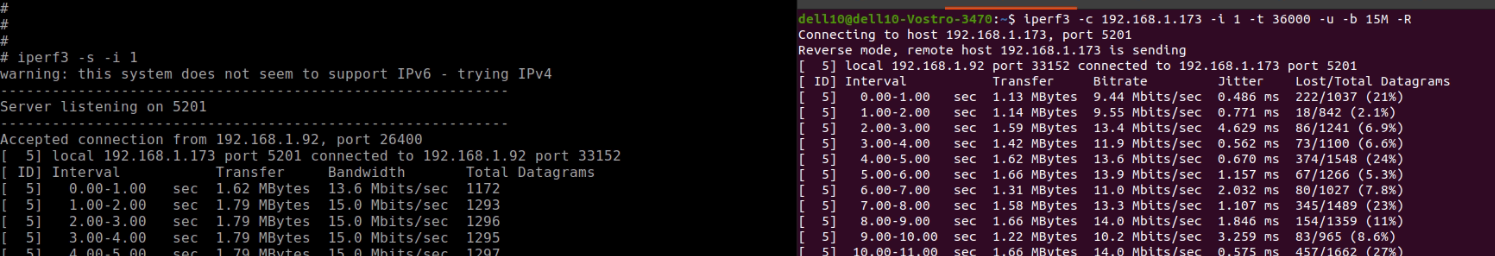 #
#
#
# iperf3 -s -i 1
warning: this system does not seem to support IPv6 - trying IPv4
-----------------------------------------------------------
Server listening on 5201
-----------------------------------------------------------
Accepted connection from 192.168.1.92, port 26400
[  5] local 192.168.1.173 port 5201 connected to 192.168.1.92 port 33152
[ ID] Interval           Transfer     Bandwidth       Total Datagrams
[  5]   0.00-1.00   sec  1.62 MBytes  13.6 Mbits/sec  1172
[  5]   1.00-2.00   sec  1.79 MBytes  15.0 Mbits/sec  1293
[  5]   2.00-3.00   sec  1.79 MBytes  15.0 Mbits/sec  1296
[  5]   3.00-4.00   sec  1.79 MBytes  15.0 Mbits/sec  1295
[  5]   4.00-5.00   sec  1.79 MBytes  15.0 Mbits/sec  1297
dell10@dell10-Vostro-3470:~$ iperf3 -c 192.168.1.173 -i 1 -t 36000 -u -b 15M -R
Connecting to host 192.168.1.173, port 5201
Reverse mode, remote host 192.168.1.173 is sending
[  5] local 192.168.1.92 port 33152 connected to 192.168.1.173 port 5201
[ ID] Interval           Transfer     Bitrate         Jitter    Lost/Total Datagrams
[  5]   0.00-1.00   sec  1.13 MBytes  9.44 Mbits/sec  0.486 ms  222/1037 (21%)
[  5]   1.00-2.00   sec  1.14 MBytes  9.55 Mbits/sec  0.771 ms  18/842 (2.1%)
[  5]   2.00-3.00   sec  1.59 MBytes  13.4 Mbits/sec  4.629 ms  86/1241 (6.9%)
[  5]   3.00-4.00   sec  1.42 MBytes  11.9 Mbits/sec  0.562 ms  73/1100 (6.6%)
[  5]   4.00-5.00   sec  1.62 MBytes  13.6 Mbits/sec  0.670 ms  374/1548 (24%)
[  5]   5.00-6.00   sec  1.66 MBytes  13.9 Mbits/sec  1.157 ms  67/1266 (5.3%)
[  5]   6.00-7.00   sec  1.31 MBytes  11.0 Mbits/sec  2.032 ms  80/1027 (7.8%)
[  5]   7.00-8.00   sec  1.58 MBytes  13.3 Mbits/sec  1.107 ms  345/1489 (23%)
[  5]   8.00-9.00   sec  1.66 MBytes  14.0 Mbits/sec  1.846 ms  154/1359 (11%)
[  5]   9.00-10.00  sec  1.22 MBytes  10.2 Mbits/sec  3.259 ms  83/965 (8.6%)
[  5]  10.00-11.00  sec  1.66 MBytes  14.0 Mbits/sec  0.575 ms  457/1662 (27%)